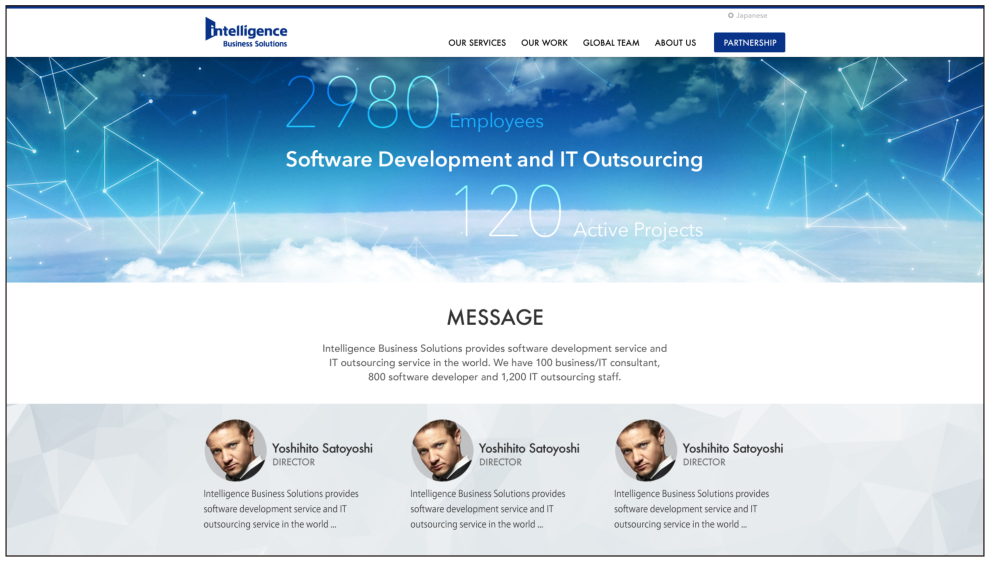 Japanese
intelligence
Business Solutions
OUR SERVICES OUR WORK GLOBAL TEAM ABOUT US PARTNERSHIP
2980 Employees
Software Development and IT Outsourcing
120 Active Projects
MESSAGE
Intelligence Business Solutions provides software development service and
IT outsourcing service in the world. We have 100 business/IT consultant,
800 software developer and 1,200 IT outsourcing staff.
Yoshihito Satoyoshi
DIRECTOR
Intelligence Business Solutions provides
software development service and IT
outsourcing service in the world ...
Yoshihito Satoyoshi
DIRECTOR
Intelligence Business Solutions provides
software development service and IT
outsourcing service in the world ...
Yoshihito Satoyoshi
DIRECTOR
Intelligence Business Solutions provides
software development service and IT
outsourcing service in the world ...